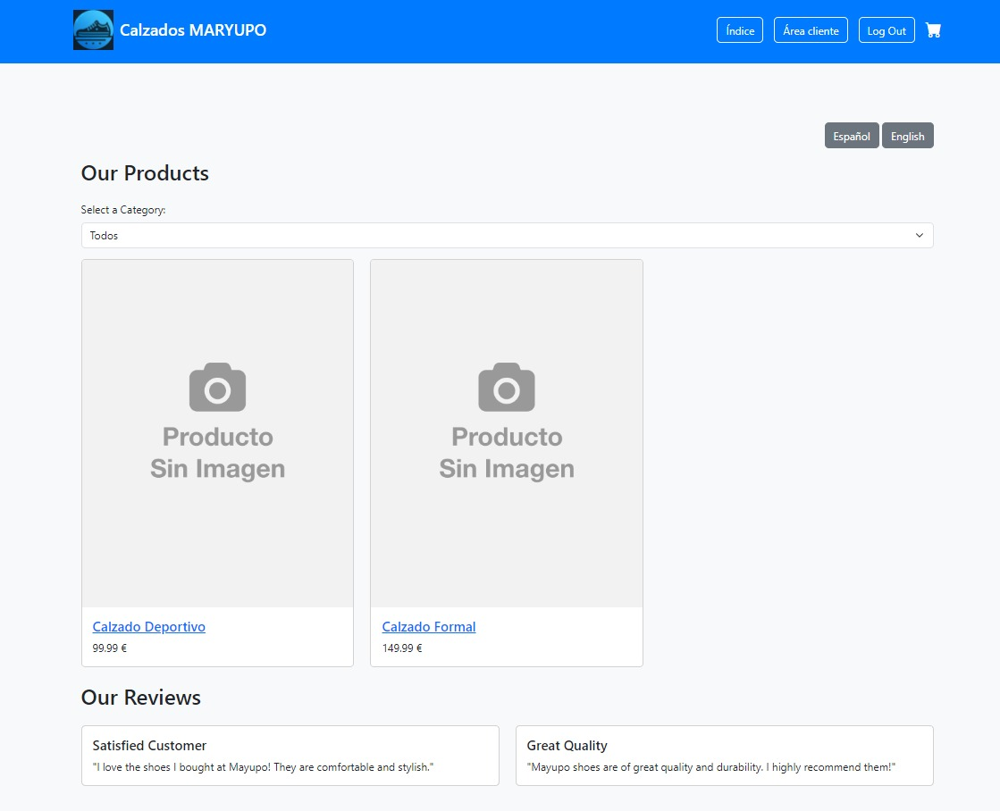 Calzados MARYUPO
Índice
Área cliente
Log Out
Español
English
Our Products
Select a Category:
Todos
Producto
Sin Imagen
Producto
Sin Imagen
Calzado Deportivo
99.99 €
Calzado Formal
149.99 €
Our Reviews
Satisfied Customer
"I love the shoes I bought at Mayupo! They are comfortable and stylish."
Great Quality
"Mayupo shoes are of great quality and durability. I highly recommend them!"